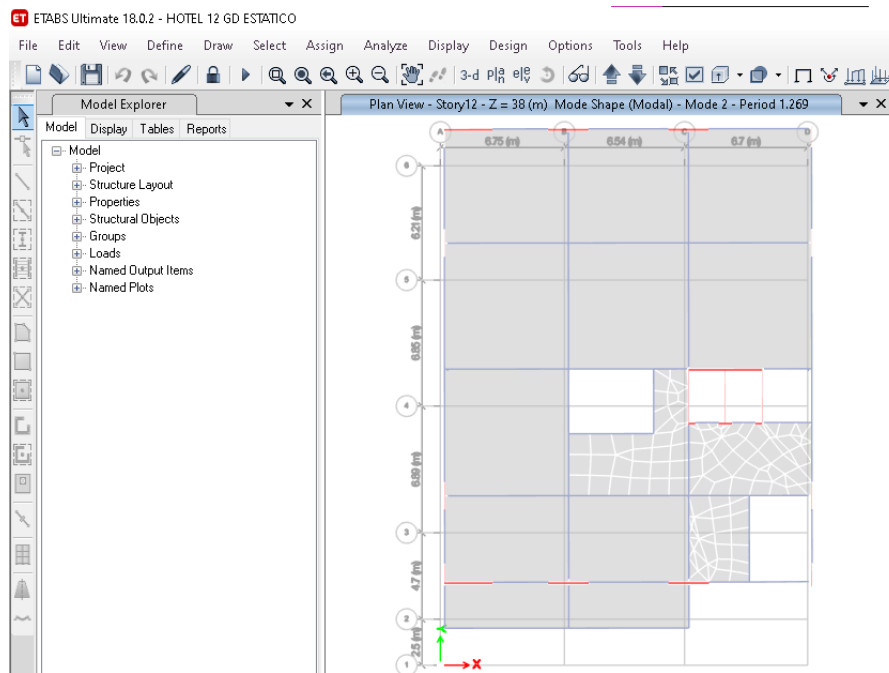 ET ETABS Ultimate 18.0.2 - HOTEL 12 GD ESTATICO
File Edit View Define Draw Select Assign Analyze Display Design Options Tools Help
3-d
Model Explorer
Plan View - Story12 - Z = 38 (m) Mode Shape (Modal) - Mode 2 - Period 1.269
Model Display Tables Reports
Model
Project
Structure Layout
Properties
Structural Objects
Groups
Loads
Named Output Items
Named Plots
A B C D
6.75 (m) 6.54 (m) 6.7 (m)
6
6.21 (m)
5
6.85 (m)
4
6.89 (m)
3
4.7 (m)
2
2.5 (m)
Y
1 X